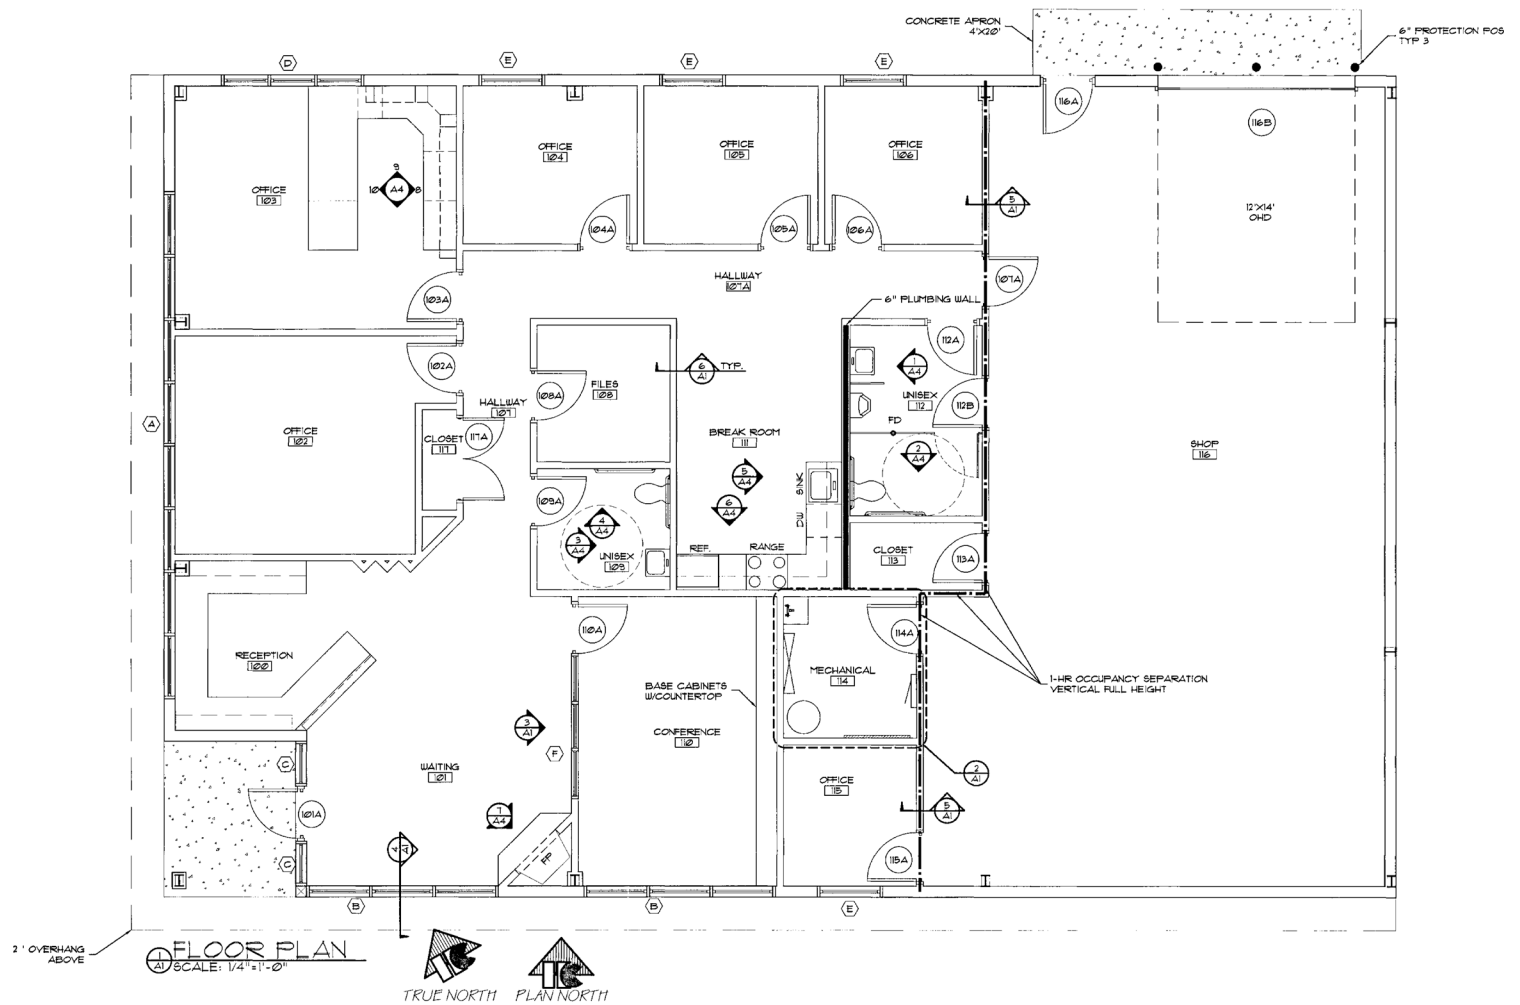 CONCRETE APRON
4'X20'
6" PROTECTION POS
TYP 3
D
E
E
E
116A
116B
OFFICE
104
OFFICE
105
OFFICE
106
OFFICE
103
9
10 A4 8
5
A1
12'X14'
OHD
104A
105A
106A
HALLWAY
107A
107A
103A
6" PLUMBING WALL
112A
102A
6
A1
TYP.
1
A4
FILES
108
108A
UNISEX
112
112B
HALLWAY
107
A
FD
OFFICE
102
CLOSET
117
117A
BREAK ROOM
111
SHOP
116
2
A4
5
A4
SINK
DW
109A
6
A4
4
A4
3
A4
UNISEX
109
REF.
RANGE
CLOSET
113
113A
110A
114A
RECEPTION
100
MECHANICAL
114
1-HR OCCUPANCY SEPARATION
VERTICAL FULL HEIGHT
BASE CABINETS
W/COUNTERTOP
3
A1
CONFERENCE
110
F
C
WAITING
101
2
A1
OFFICE
115
101A
7
A4
5
A1
4
A1
C
FP
115A
B
B
E
2' OVERHANG
ABOVE
1
A1
FLOOR PLAN
SCALE: 1/4"=1'-0"
TRUE NORTH
PLAN NORTH